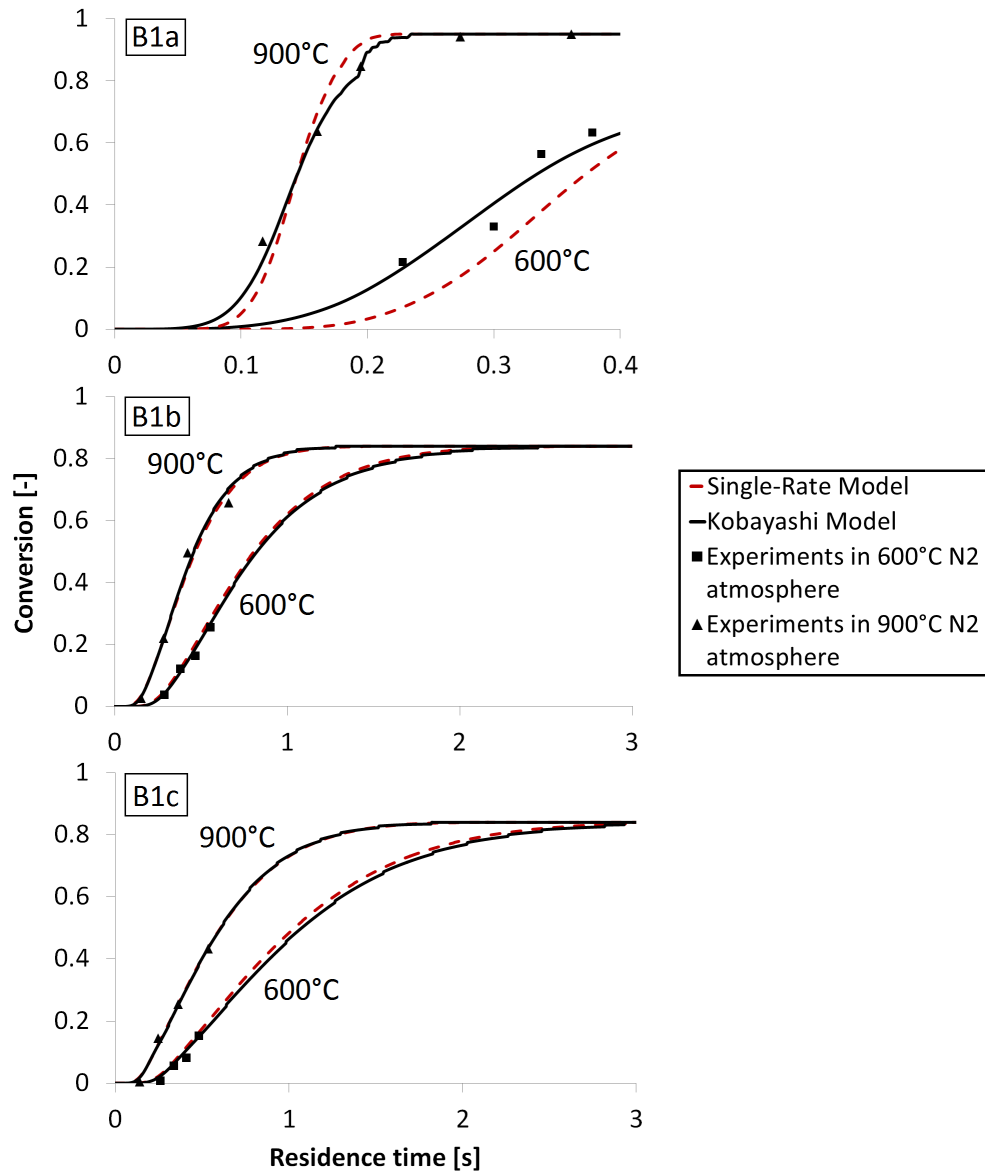 B1a
1
0.8
0.6
0.4
0.2
0
900°C
600°C
0 0.1 0.2 0.3 0.4
B1b
1
0.8
0.6
0.4
0.2
0
900°C
600°C
0 1 2 3
Conversion [-]
B1c
1
0.8
0.6
0.4
0.2
0
900°C
600°C
0 1 2 3
Residence time [s]
Single-Rate Model
Kobayashi Model
Experiments in 600°C N2
atmosphere
Experiments in 900°C N2
atmosphere